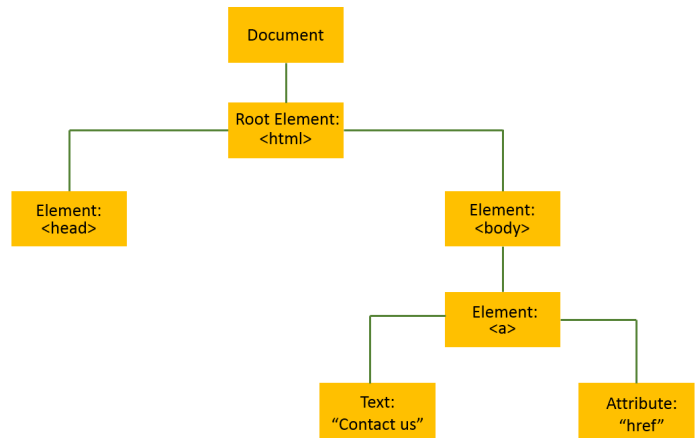 Document
Root Element:
<html>
Element:
<head>
Element:
<body>
Element:
<a>
Text:
“Contact us”
Attribute:
“href”